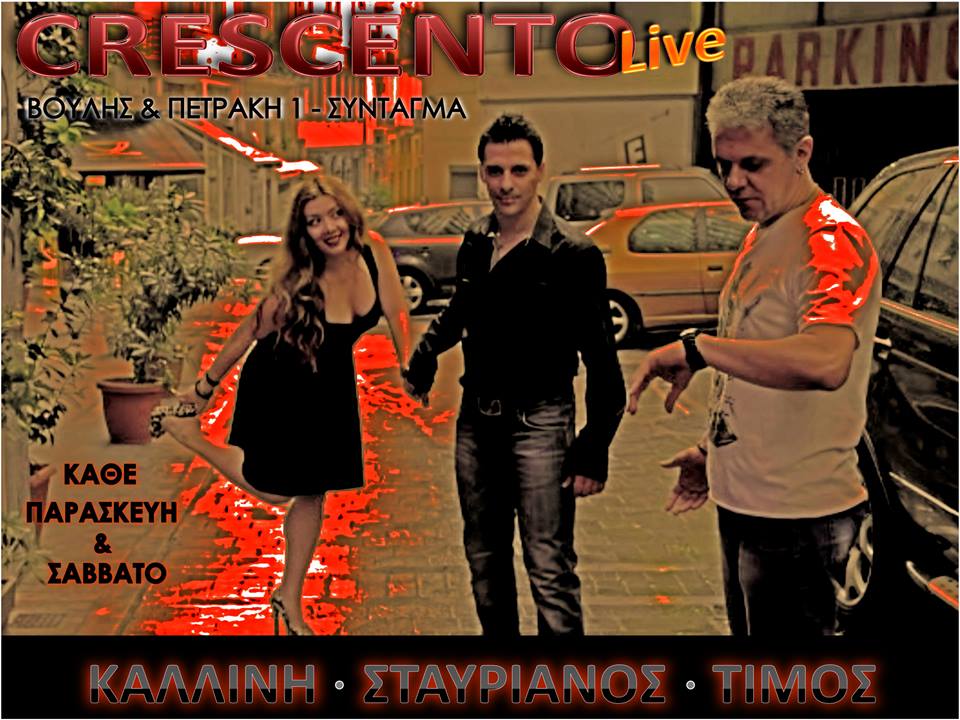 CRESCENTO Live
PARKING
ΒΟΥΛΗΣ & ΠΕΤΡΑΚΗ 1 - ΣΥΝΤΑΓΜΑ
E
ΚΑΘΕ
ΠΑΡΑΣΚΕΥΗ
&
ΣΑΒΒΑΤΟ
ΚΑΛΛΙΝΗ · ΣΤΑΥΡΙΑΝΟΣ · ΤΙΜΟΣ